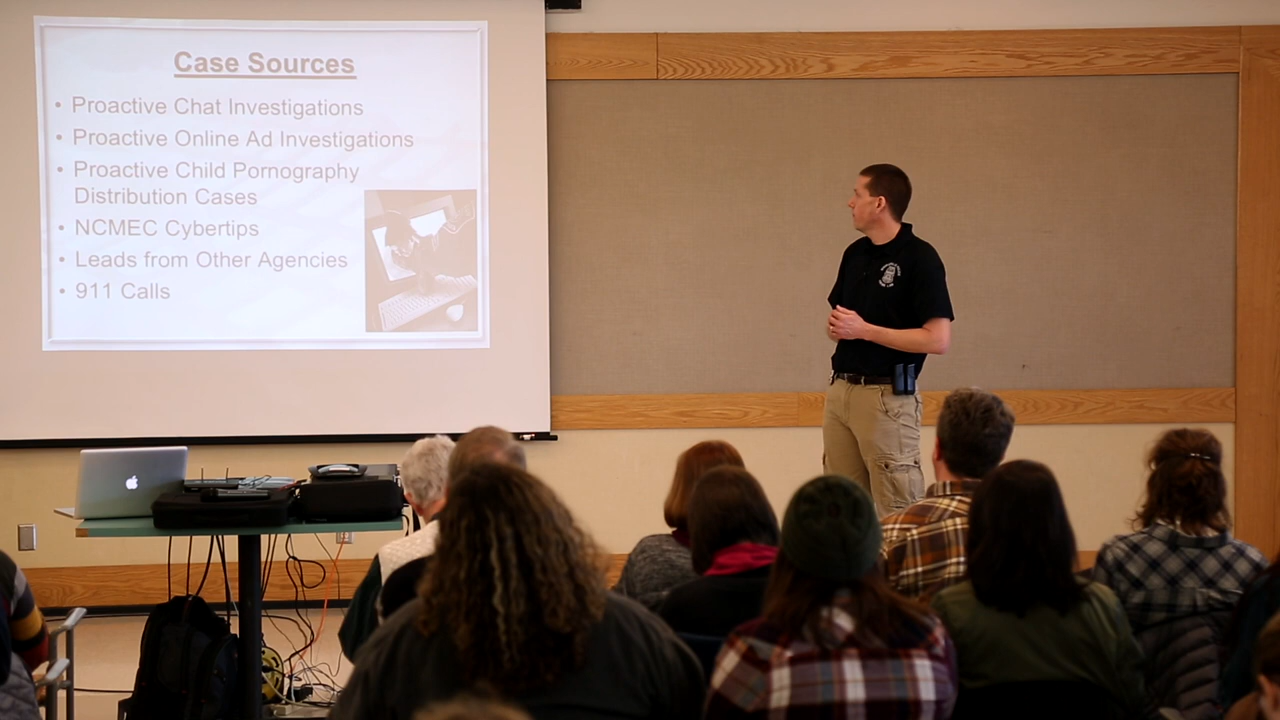 Case Sources
• Proactive Chat Investigations
• Proactive Online Ad Investigations
• Proactive Child Pornography
Distribution Cases
• NCMEC Cybertips
• Leads from Other Agencies
• 911 Calls